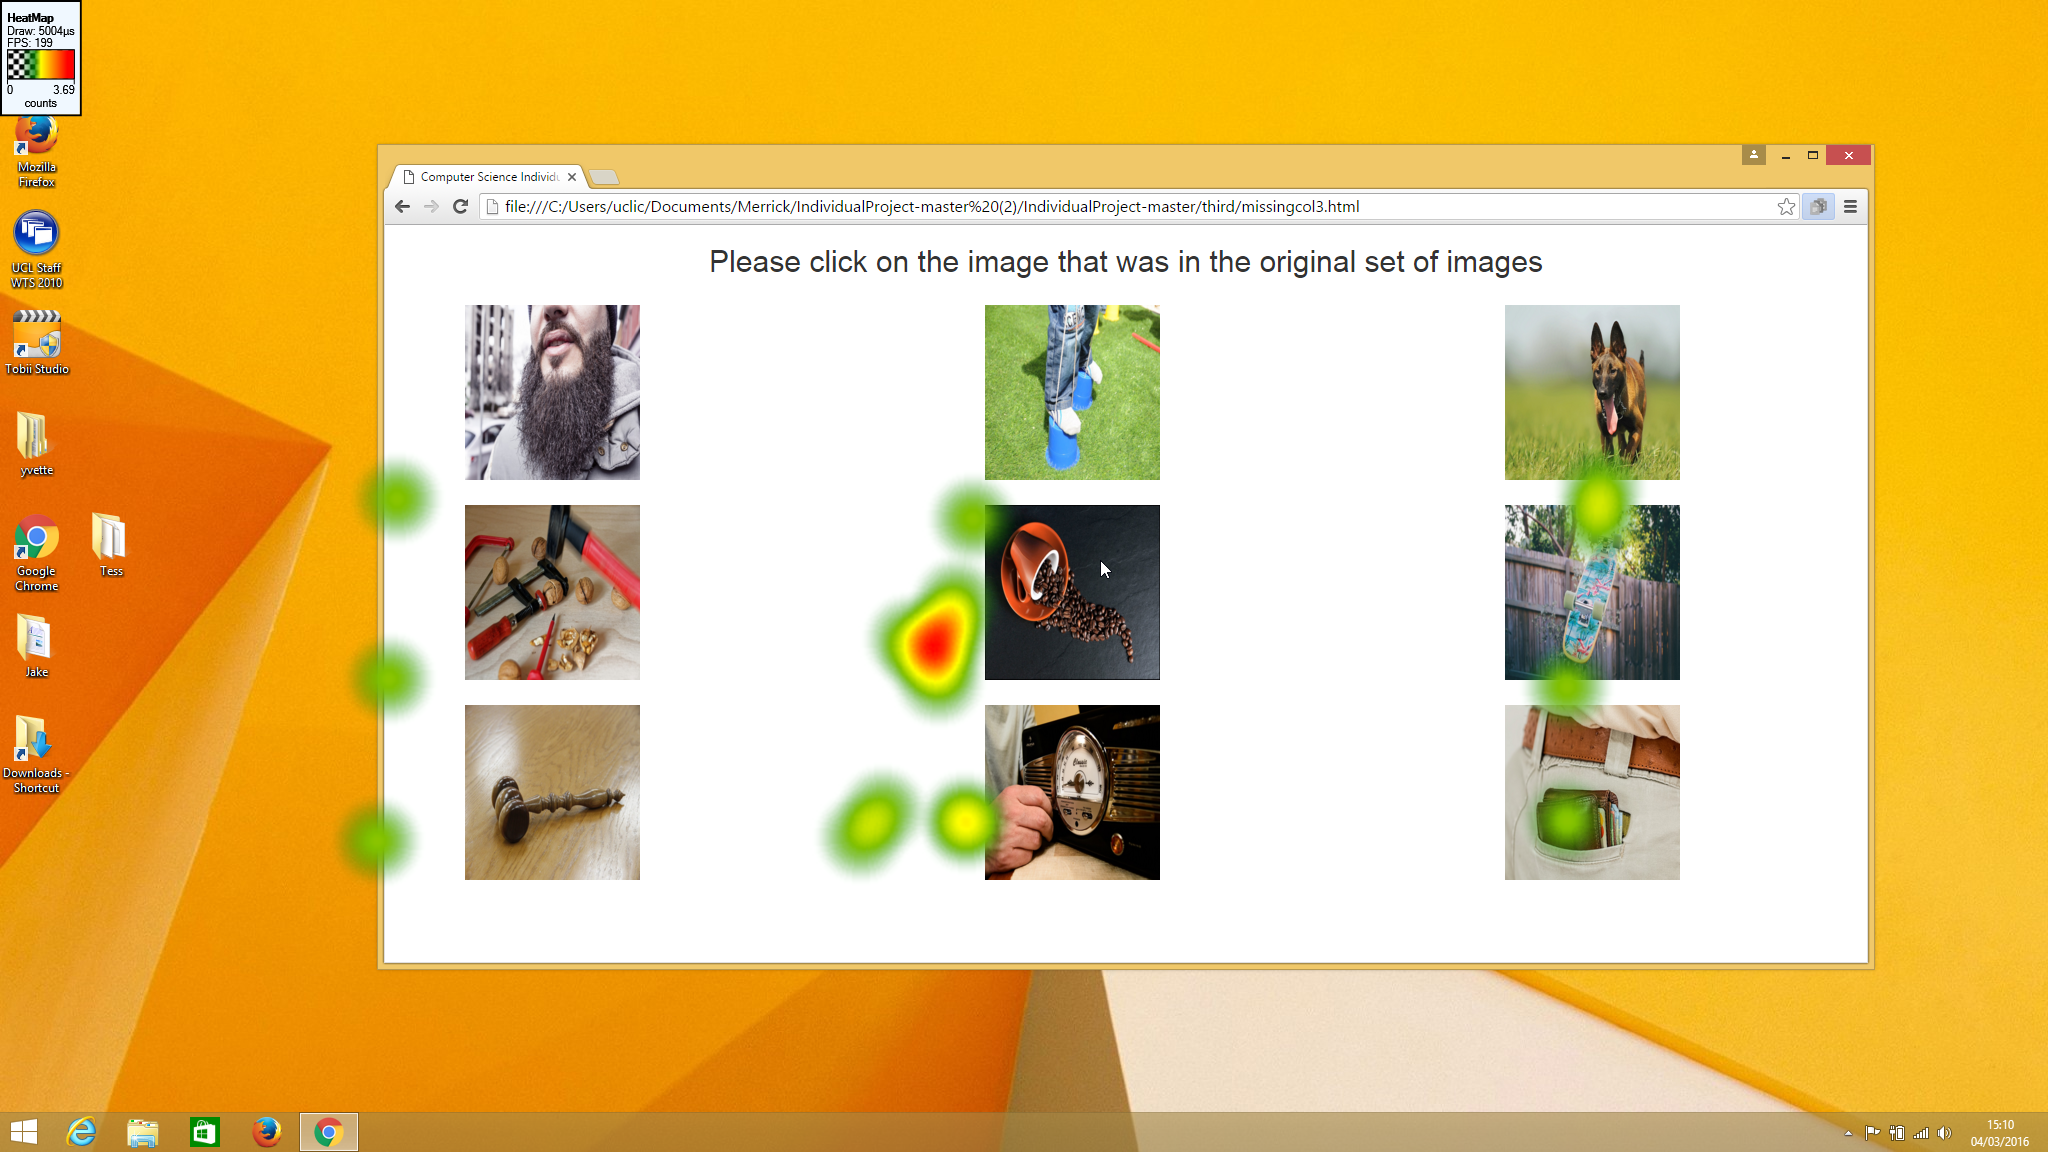 HeatMap
Draw: 5004µs
FPS: 199
0 3.69
counts
Mozilla
Firefox
UCL Staff
WTS 2010
Tobii Studio
yvette
Google
Chrome
Tess
Jake
Downloads -
Shortcut
Computer Science Individu
file:///C:/Users/uclic/Documents/Merrick/IndividualProject-master%20(2)/IndividualProject-master/third/missingcol3.html
Please click on the image that was in the original set of images
Classic
15:10
04/03/2016